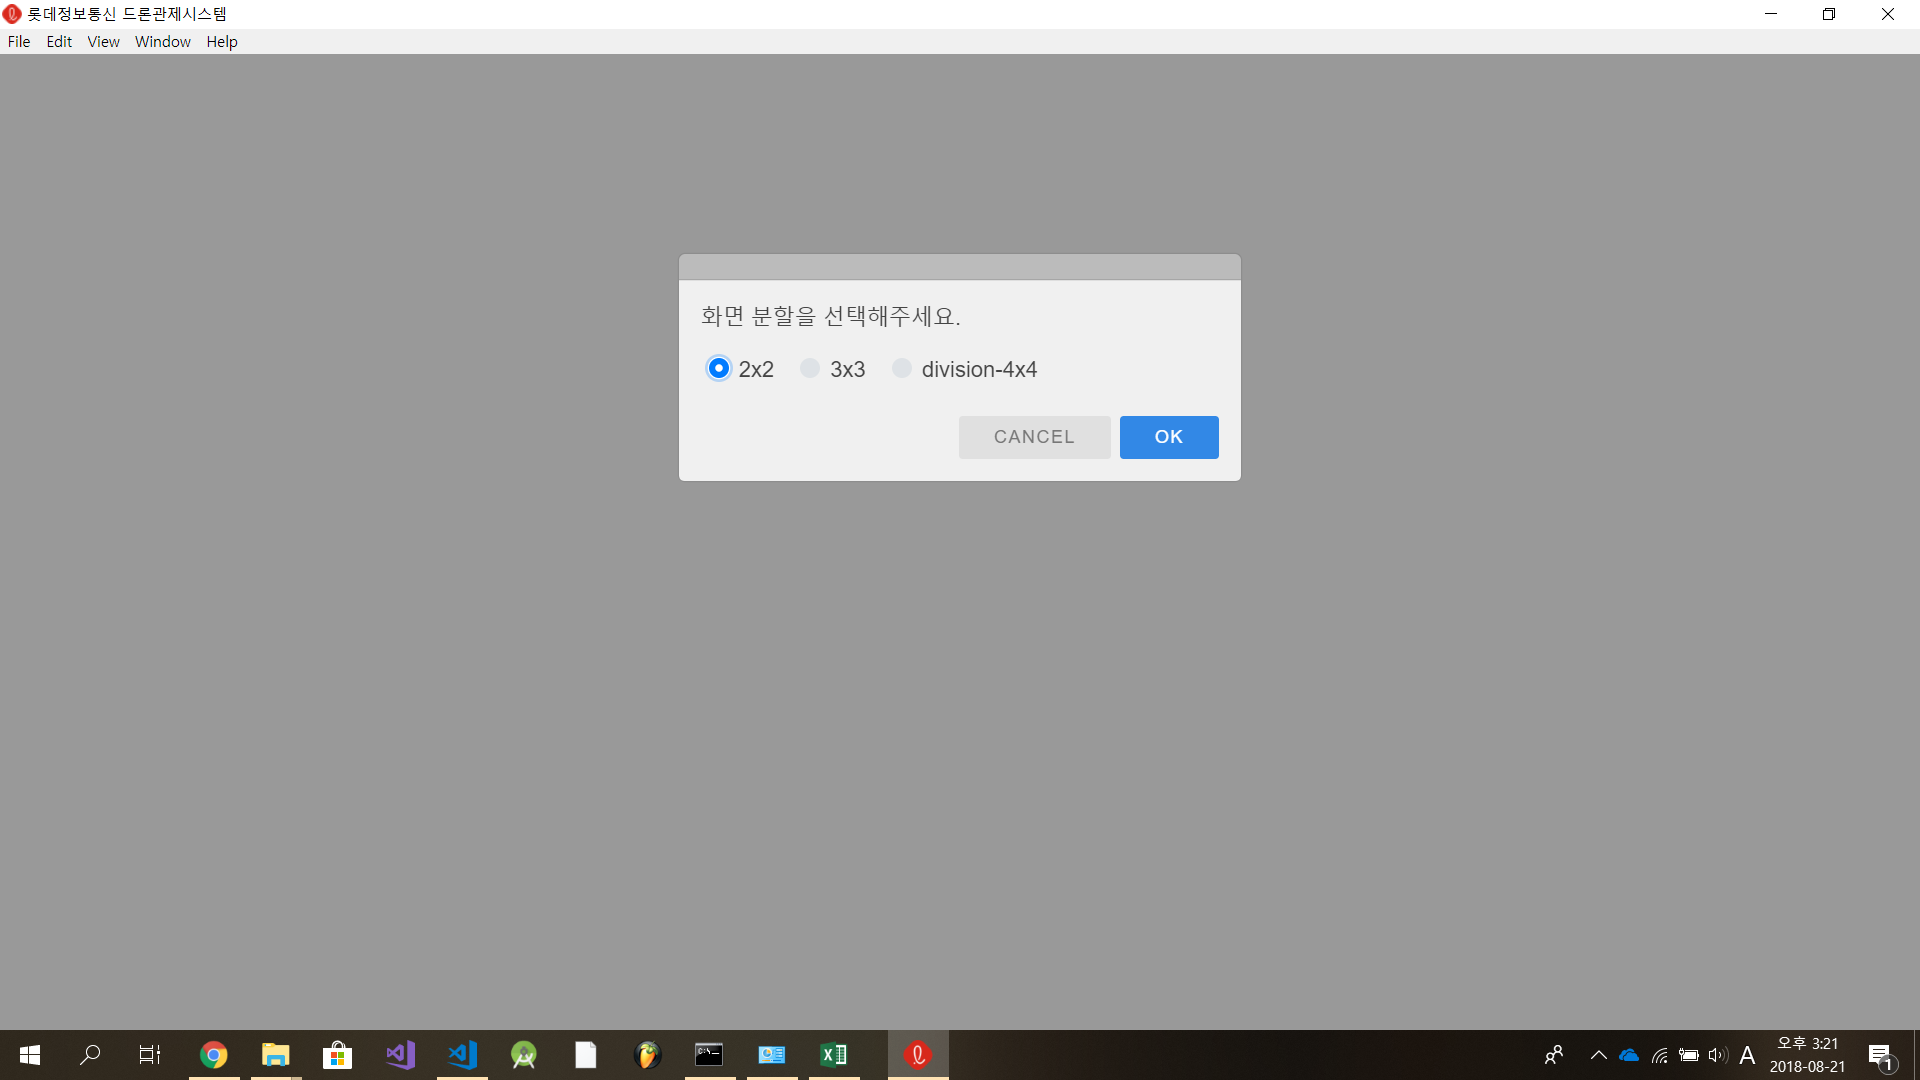 롯데정보통신 드론관제시스템
File Edit View Window Help
화면 분할을 선택해주세요.
2x2 3x3 division-4x4
CANCEL OK
C:\_
A
오후 3:21
2018-08-21
1